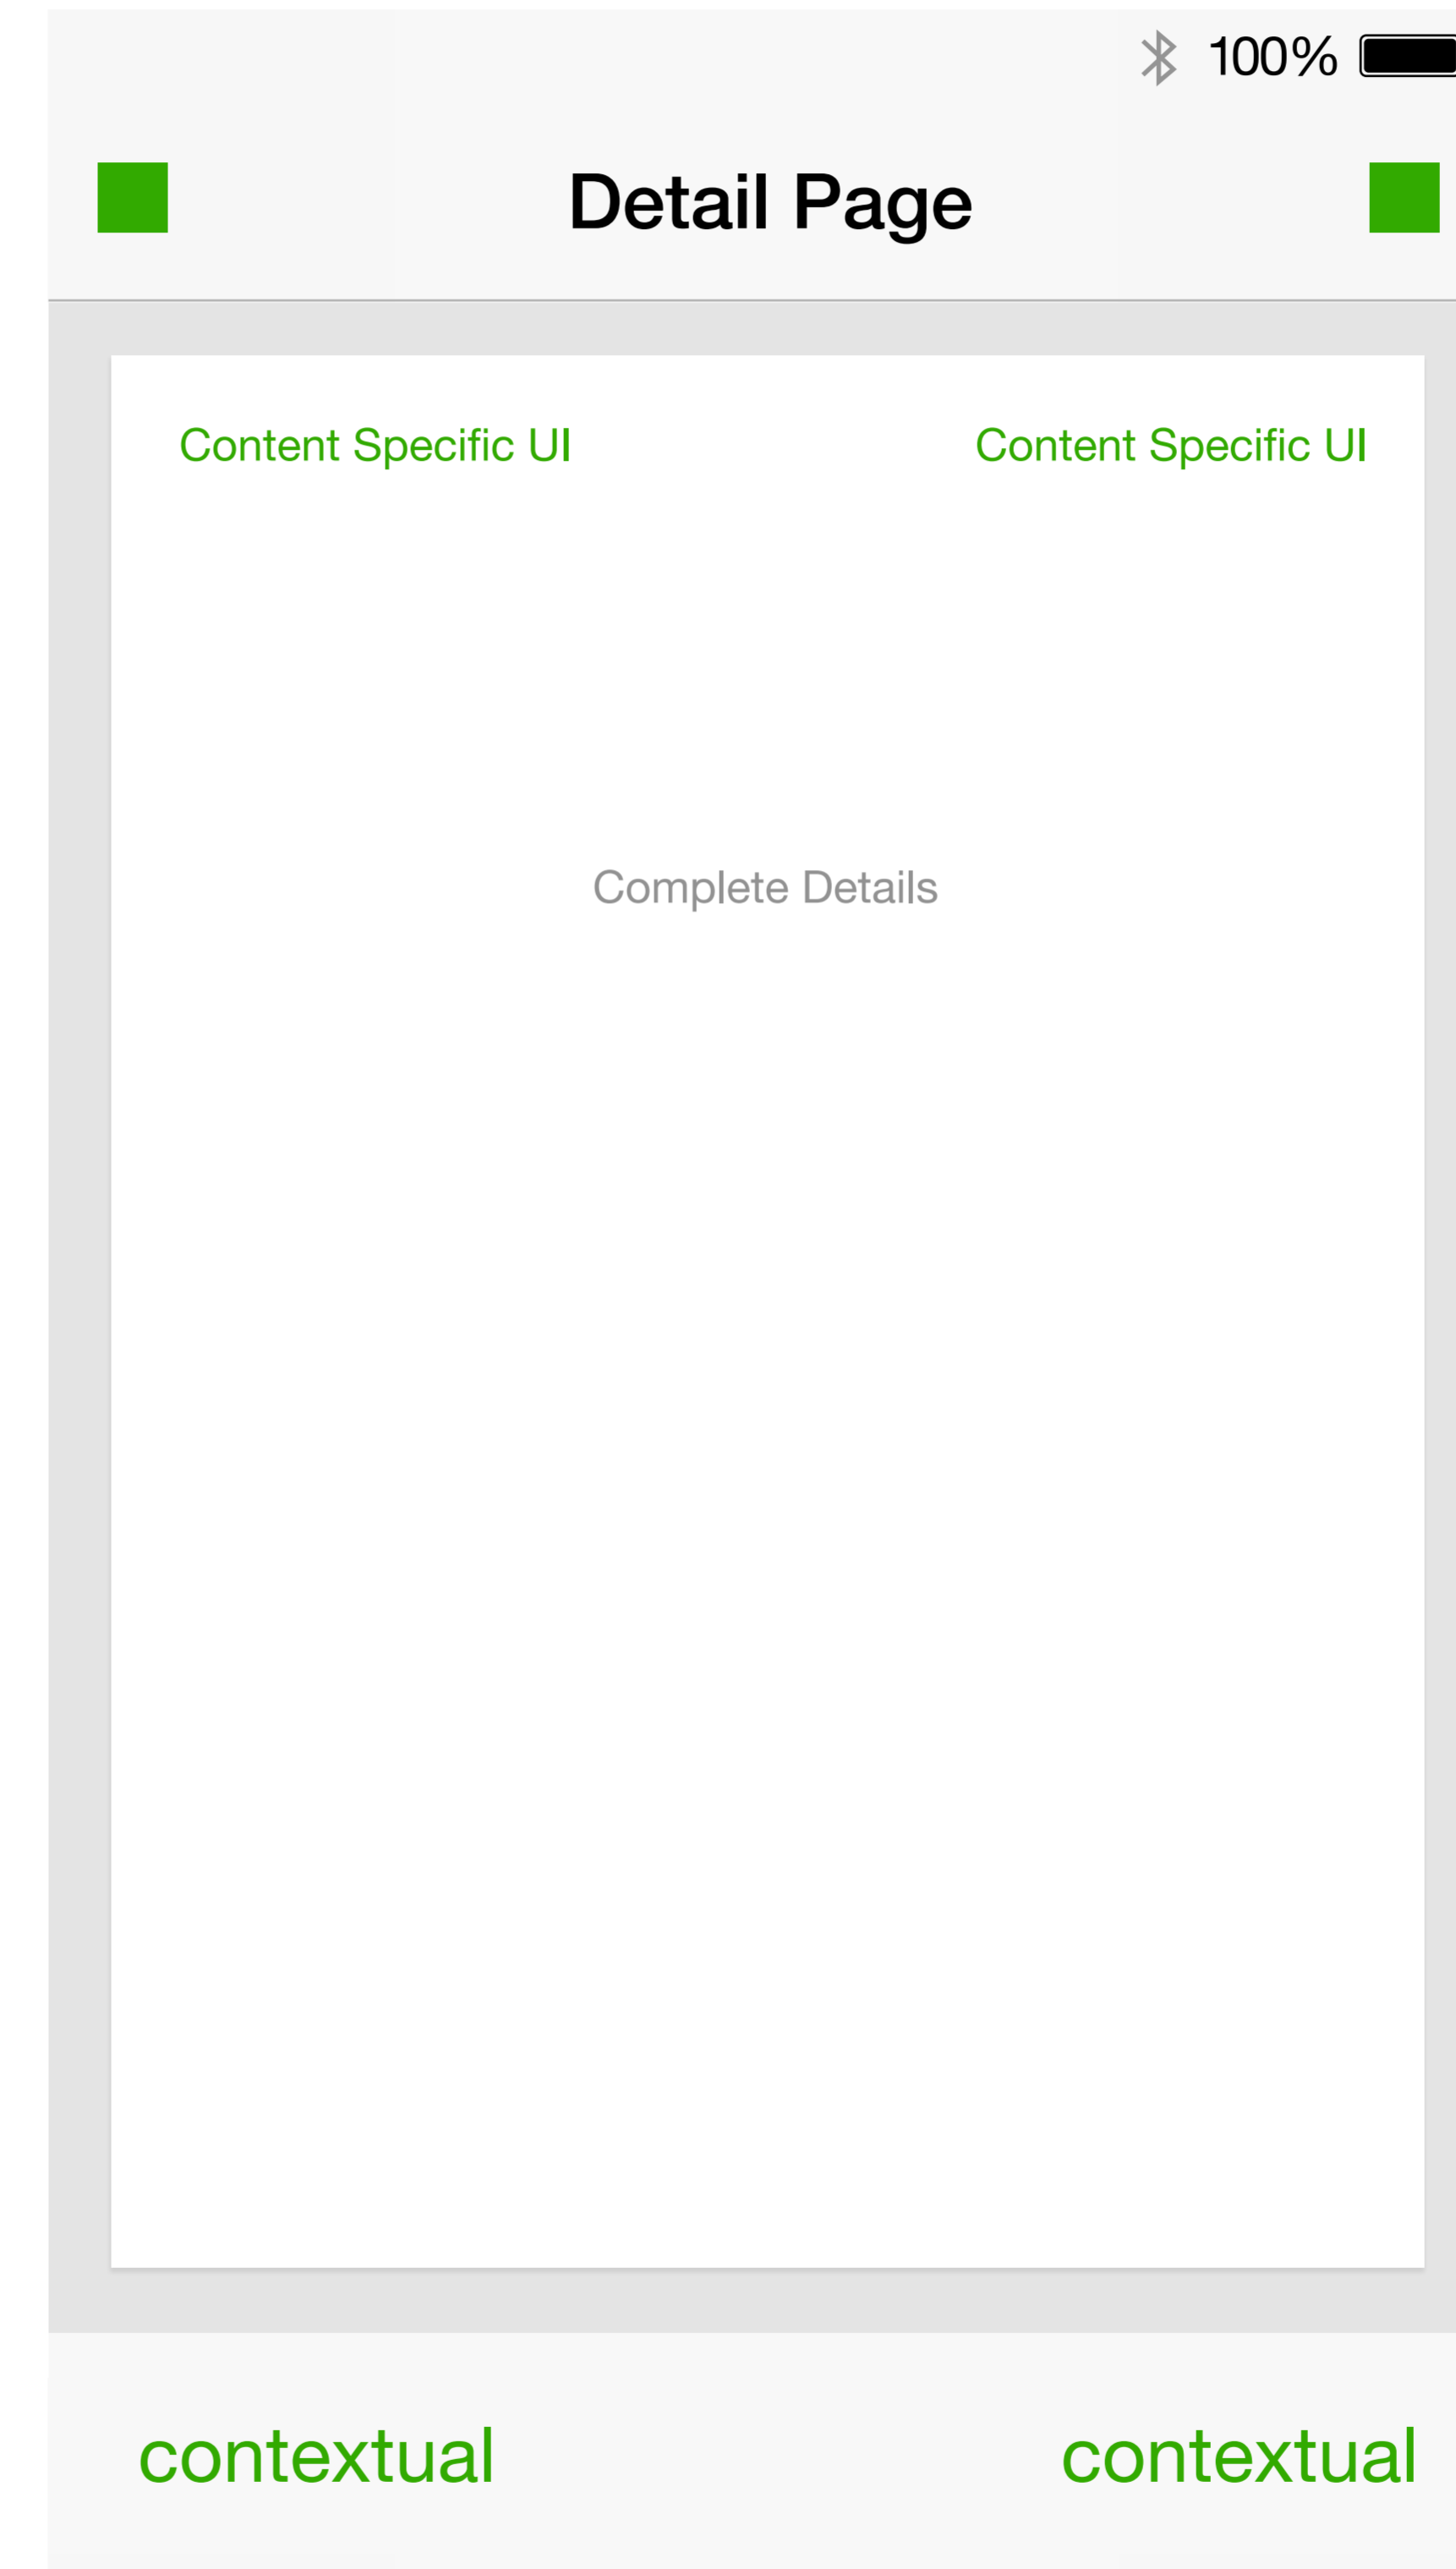 100%
Detail Page
Content Specific UI Content Specific UI
Complete Details
contextual contextual